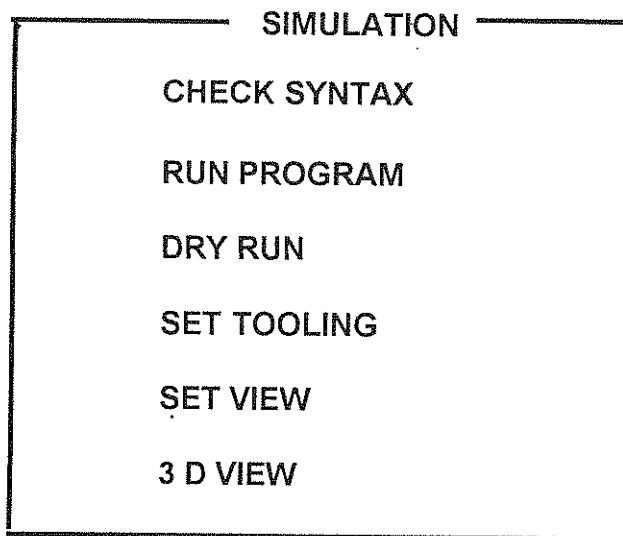 SIMULATION
CHECK SYNTAX
RUN PROGRAM
DRY RUN
SET TOOLING
SET VIEW
3 D VIEW